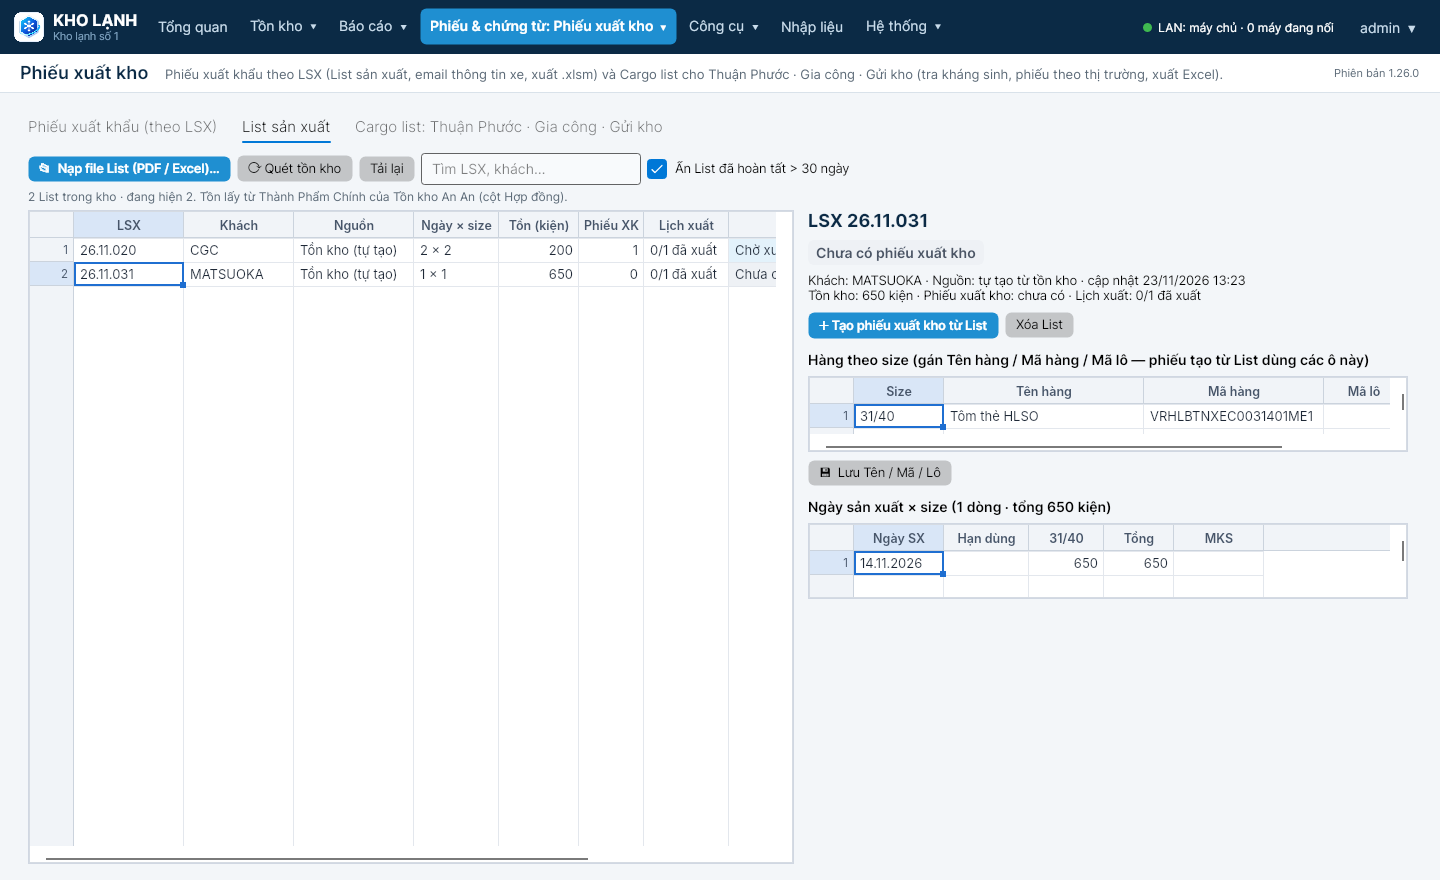 KHO LẠNH
Kho lạnh số 1
Tổng quan
Tồn kho ▾
Báo cáo ▾
Phiếu & chứng từ: Phiếu xuất kho ▾
Công cụ ▾
Nhập liệu
Hệ thống ▾
LAN: máy chủ · 0 máy đang nối
admin ▾
Phiếu xuất kho
Phiếu xuất khẩu theo LSX (List sản xuất, email thông tin xe, xuất .xlsm) và Cargo list cho Thuận Phước · Gia công · Gửi kho (tra kháng sinh, phiếu theo thị trường, xuất Excel).
Phiên bản 1.26.0
Phiếu xuất khẩu (theo LSX)
List sản xuất
Cargo list: Thuận Phước · Gia công · Gửi kho
Nạp file List (PDF / Excel)...
Quét tồn kho
Tải lại
Tìm LSX, khách...
Ẩn List đã hoàn tất > 30 ngày
2 List trong kho · đang hiện 2. Tồn lấy từ Thành Phẩm Chính của Tồn kho An An (cột Hợp đồng).
LSX Khách Nguồn Ngày × size Tồn (kiện) Phiếu XK Lịch xuất
1 26.11.020 CGC Tồn kho (tự tạo) 2 × 2 200 1 0/1 đã xuất Chờ xu
2 26.11.031 MATSUOKA Tồn kho (tự tạo) 1 × 1 650 0 0/1 đã xuất Chưa c
LSX 26.11.031
Chưa có phiếu xuất kho
Khách: MATSUOKA · Nguồn: tự tạo từ tồn kho · cập nhật 23/11/2026 13:23
Tồn kho: 650 kiện · Phiếu xuất kho: chưa có · Lịch xuất: 0/1 đã xuất
+ Tạo phiếu xuất kho từ List
Xóa List
Hàng theo size (gán Tên hàng / Mã hàng / Mã lô — phiếu tạo từ List dùng các ô này)
Size Tên hàng Mã hàng Mã lô
1 31/40 Tôm thẻ HLSO VRHLBTNXEC0031401ME1
Lưu Tên / Mã / Lô
Ngày sản xuất × size (1 dòng · tổng 650 kiện)
Ngày SX Hạn dùng 31/40 Tổng MKS
1 14.11.2026 650 650